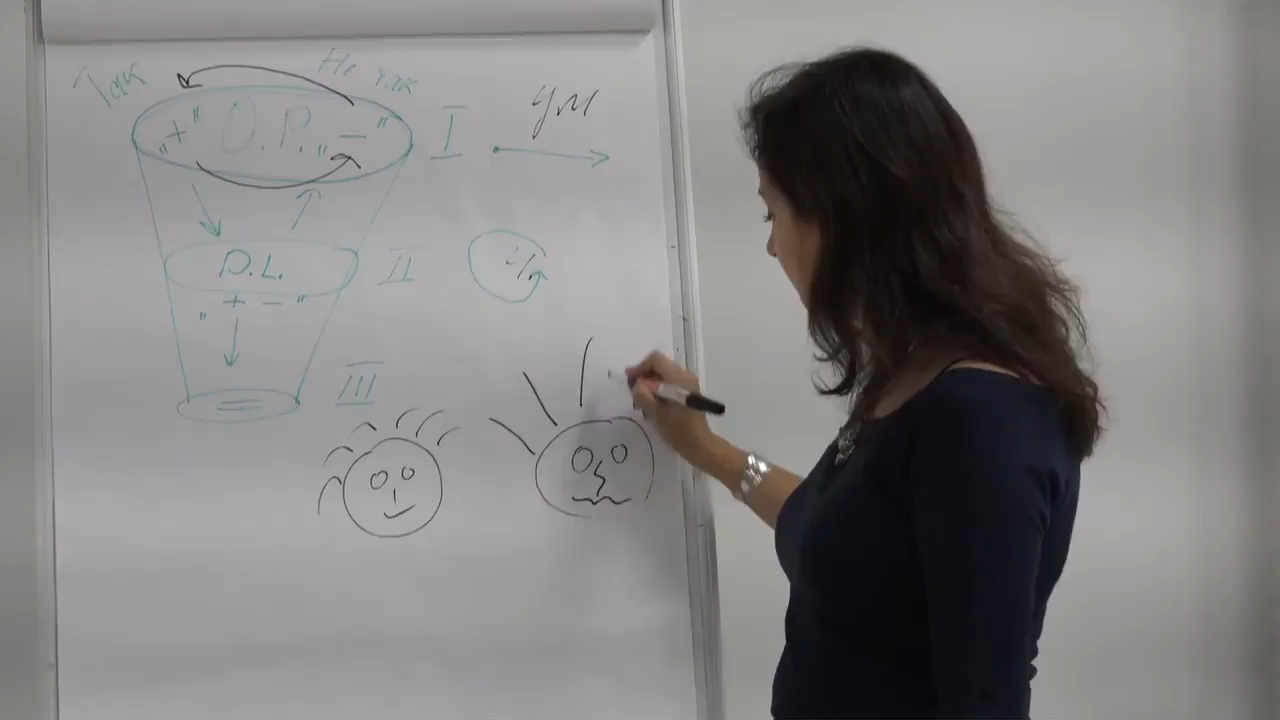 Так
Не так
„+" O.P. „−" I
ум
D.L. II
„ + − "
III